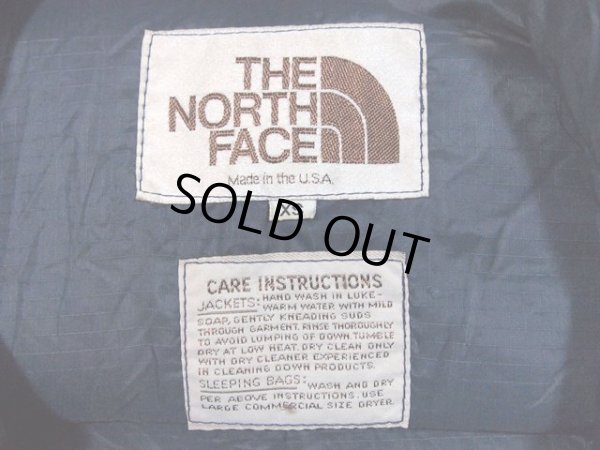 THE
NORTH
FACE
Made in the U.S.A.
XS
SOLD OUT
CARE INSTRUCTIONS
JACKETS: HAND WASH IN LUKE-
WARM WATER WITH MILD
SOAP, GENTLY KNEADING SUDS
THROUGH GARMENT. RINSE THOROUGHLY
TO AVOID LUMPING OF DOWN. TUMBLE
DRY AT LOW HEAT. DRY CLEAN ONLY
WITH DRY CLEANER EXPERIENCED
IN CLEANING DOWN PRODUCTS.
SLEEPING BAGS: WASH AND DRY
PER ABOVE INSTRUCTIONS. USE
LARGE COMMERCIAL SIZE DRYER.